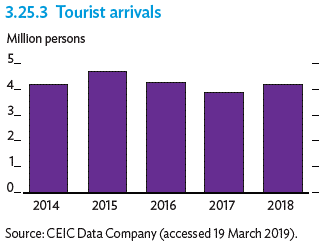 3.25.3 Tourist arrivals
Million persons
5
4
3
2
1
0
2014 2015 2016 2017 2018
Source: CEIC Data Company (accessed 19 March 2019).